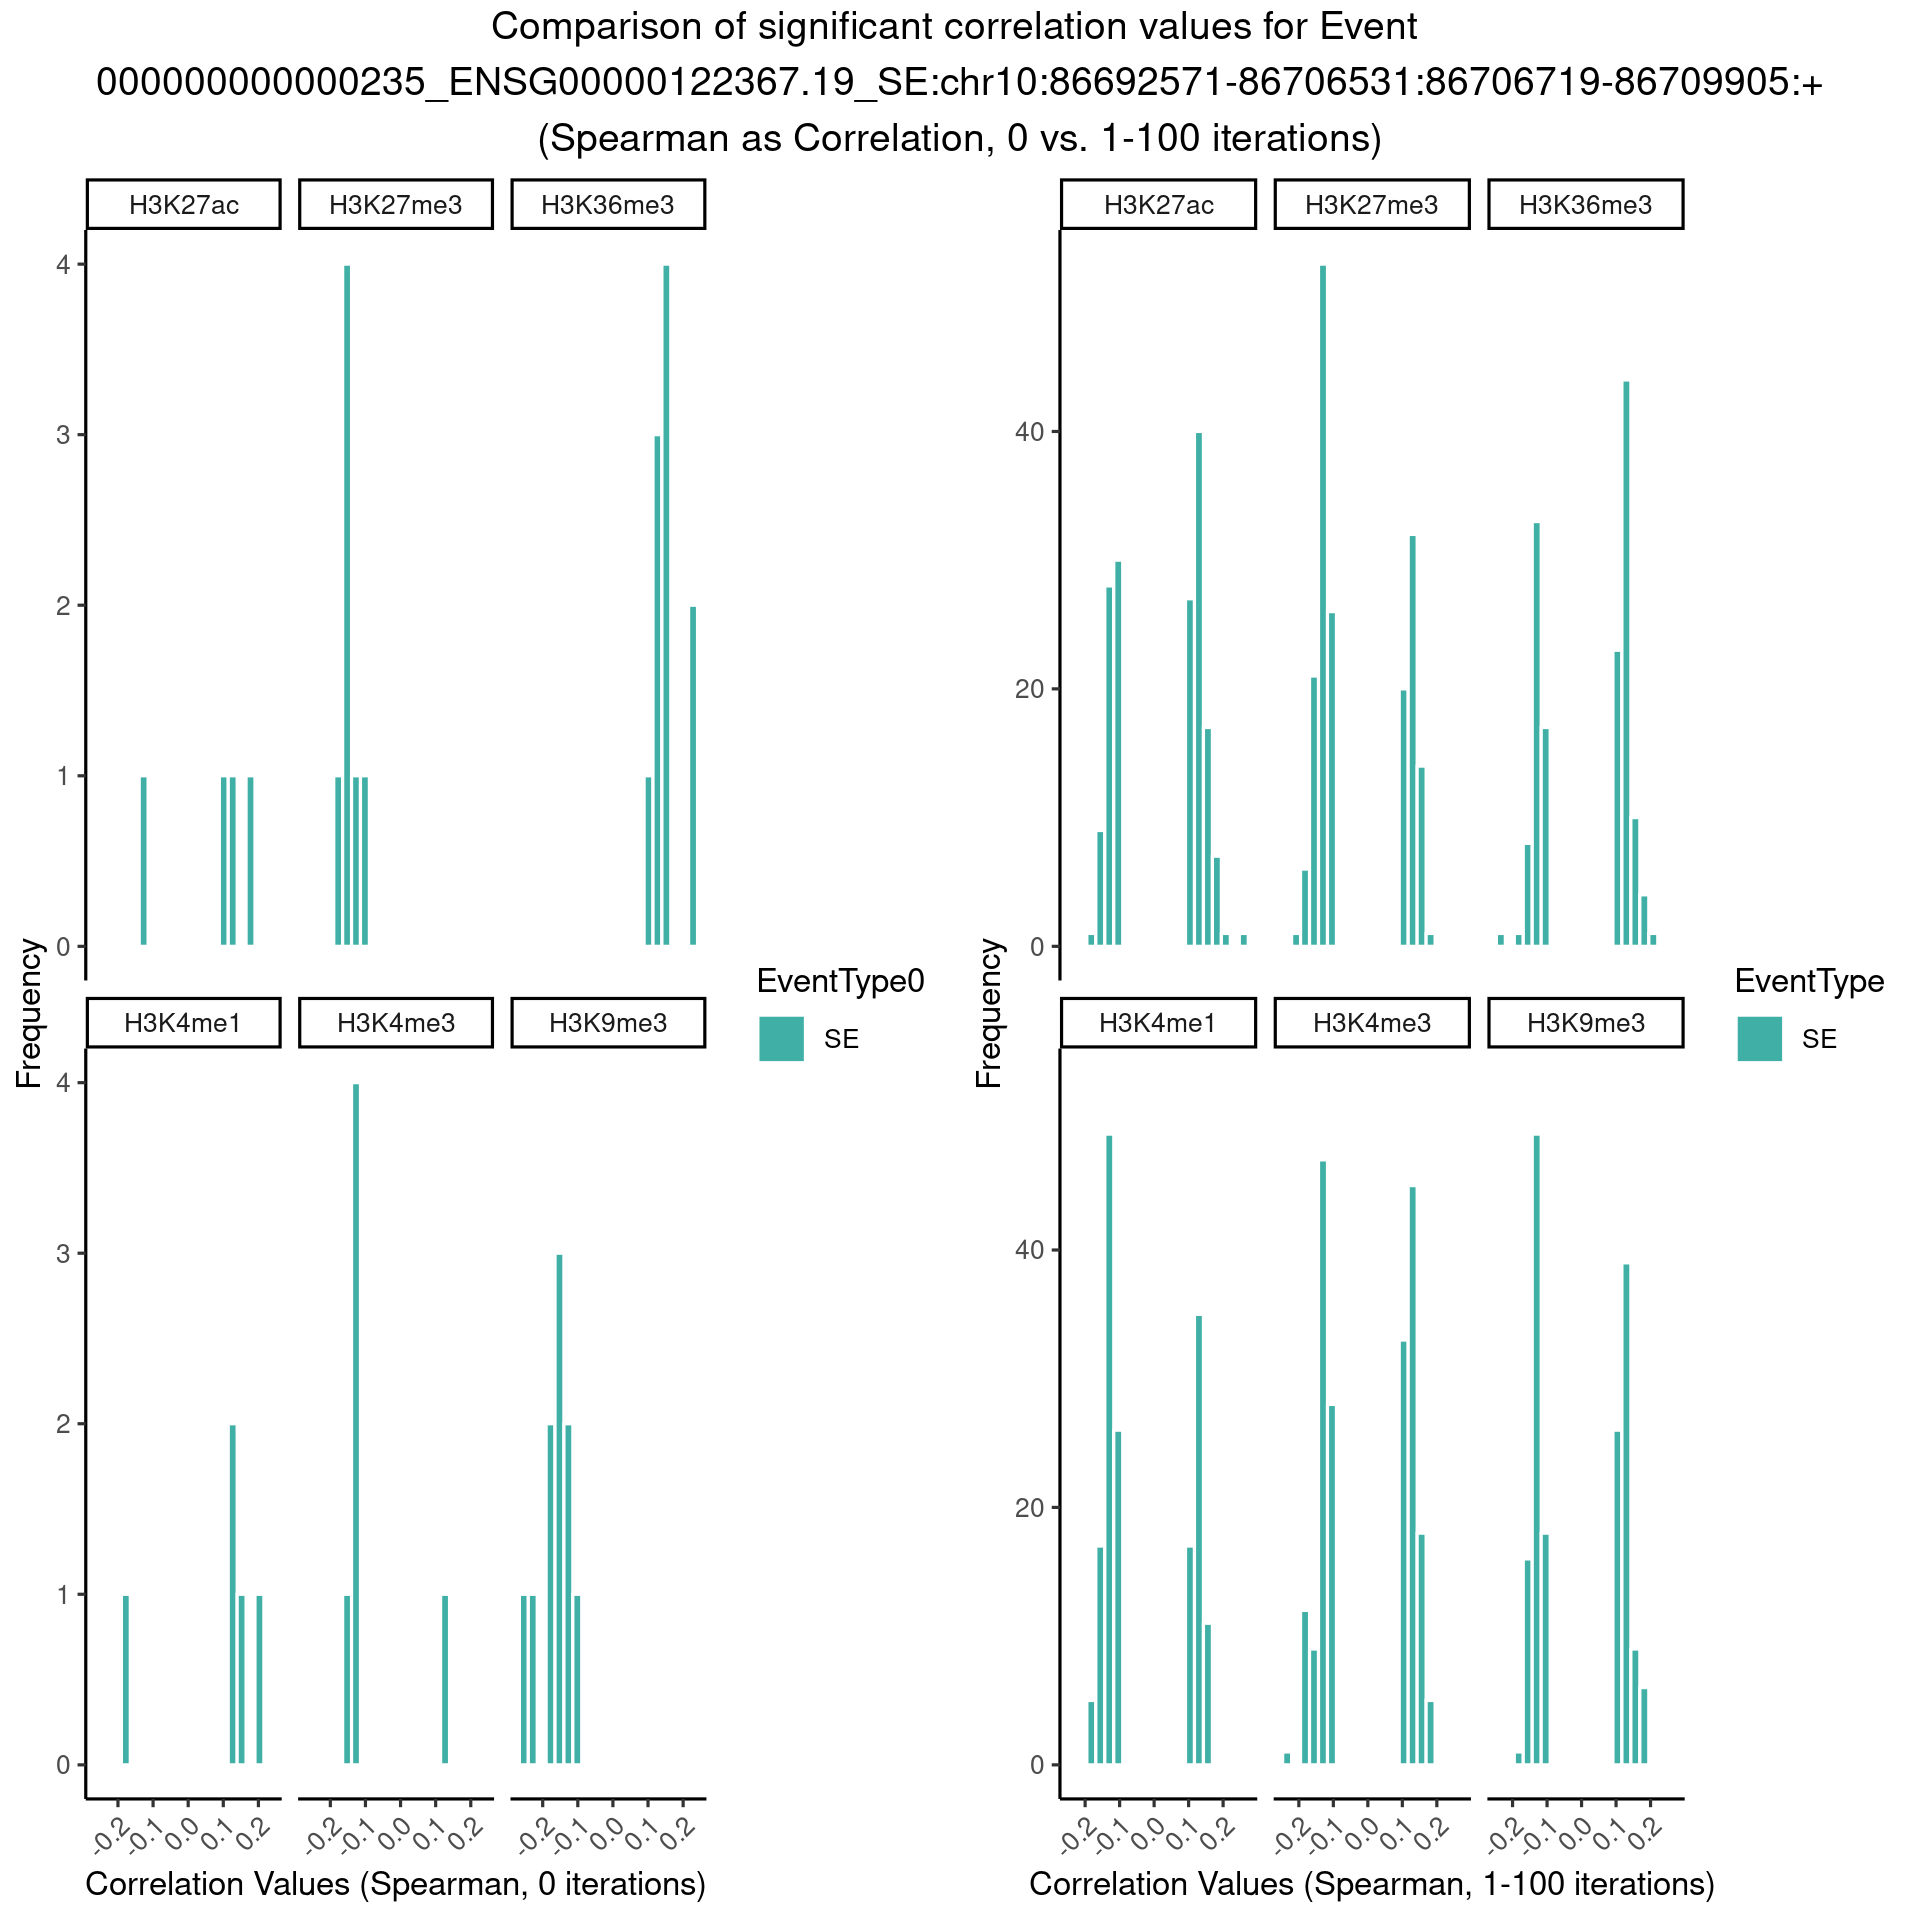 Comparison of significant correlation values for Event
000000000000235_ENSG00000122367.19_SE:chr10:86692571-86706531:86706719-86709905:+
(Spearman as Correlation, 0 vs. 1-100 iterations)
H3K27ac
H3K27me3
H3K36me3
4
3
2
1
0
H3K4me1
H3K4me3
H3K9me3
4
3
2
1
0
-0.2
-0.1
0.0
0.1
0.2
-0.2
-0.1
0.0
0.1
0.2
-0.2
-0.1
0.0
0.1
0.2
Frequency
Correlation Values (Spearman, 0 iterations)
EventType0
SE
H3K27ac
H3K27me3
H3K36me3
40
20
0
H3K4me1
H3K4me3
H3K9me3
40
20
0
-0.2
-0.1
0.0
0.1
0.2
-0.2
-0.1
0.0
0.1
0.2
-0.2
-0.1
0.0
0.1
0.2
Frequency
Correlation Values (Spearman, 1-100 iterations)
EventType
SE